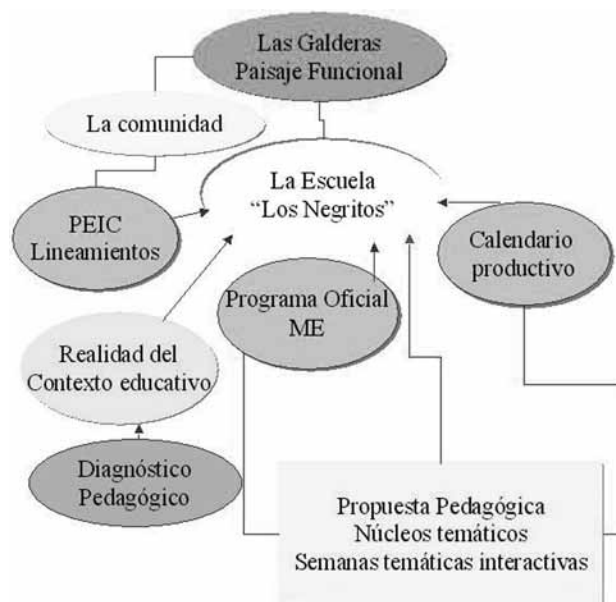 Las Galderas
Paisaje Funcional
La comunidad
La Escuela
“Los Negritos”
PEIC
Lineamientos
Calendario
productivo
Programa Oficial
ME
Realidad del
Contexto educativo
Diagnóstico
Pedagógico
Propuesta Pedagógica
Núcleos temáticos
Semanas temáticas interactivas